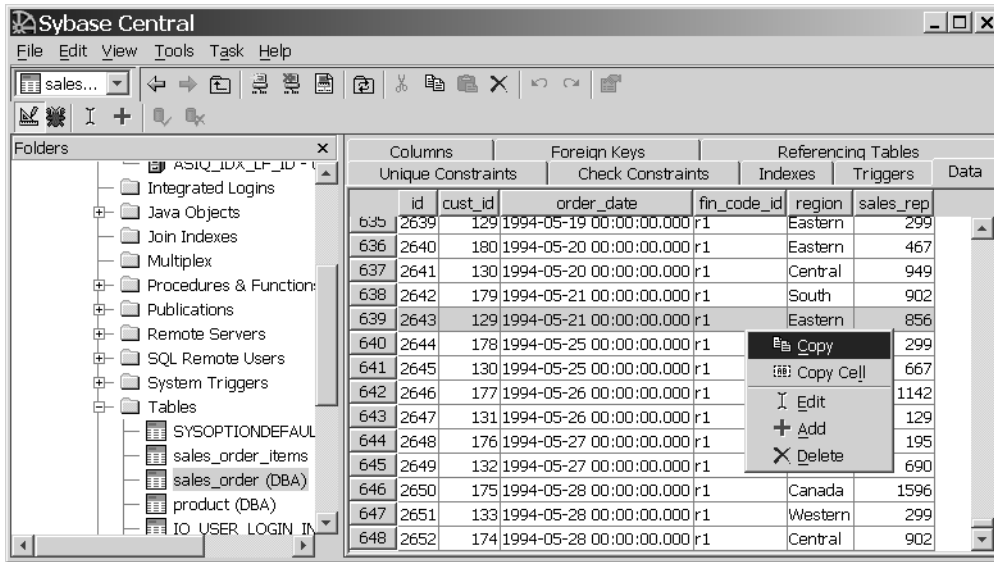 Sybase Central
File Edit View Tools Task Help
sales...
Folders
ASIQ_IDX_LF_ID -
Integrated Logins
Java Objects
Join Indexes
Multiplex
Procedures & Function
Publications
Remote Servers
SQL Remote Users
System Triggers
Tables
SYSOPTIONDEFAUL
sales_order_items
sales_order (DBA)
product (DBA)
IQ_USER_LOGIN_IN
Columns Foreign Keys Referencing Tables
Unique Constraints Check Constraints Indexes Triggers Data
id cust_id order_date fin_code_id region sales_rep
635 2639 129 1994-05-19 00:00:00.000 r1 Eastern 299
636 2640 180 1994-05-20 00:00:00.000 r1 Eastern 467
637 2641 130 1994-05-20 00:00:00.000 r1 Central 949
638 2642 179 1994-05-21 00:00:00.000 r1 South 902
639 2643 129 1994-05-21 00:00:00.000 r1 Eastern 856
640 2644 178 1994-05-25 00:00:00.000 r1 299
641 2645 130 1994-05-25 00:00:00.000 r1 667
642 2646 177 1994-05-26 00:00:00.000 r1 1142
643 2647 131 1994-05-26 00:00:00.000 r1 129
644 2648 176 1994-05-27 00:00:00.000 r1 195
645 2649 132 1994-05-27 00:00:00.000 r1 690
646 2650 175 1994-05-28 00:00:00.000 r1 Canada 1596
647 2651 133 1994-05-28 00:00:00.000 r1 Western 299
648 2652 174 1994-05-28 00:00:00.000 r1 Central 902
Copy
Copy Cell
Edit
Add
Delete